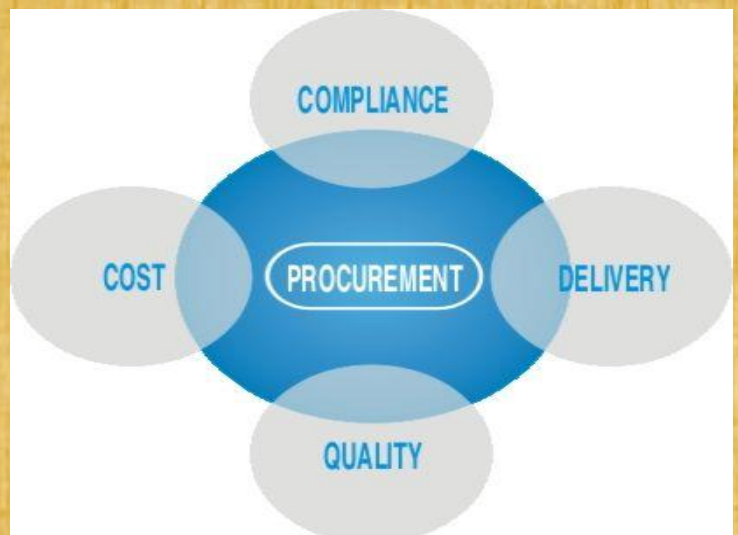 COMPLIANCE
COST
PROCUREMENT
DELIVERY
QUALITY